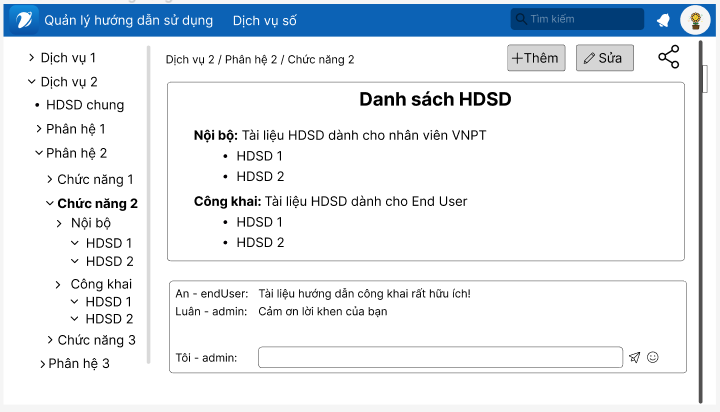 Quản lý hướng dẫn sử dụng Dịch vụ số Tìm kiếm
Dịch vụ 1
Dịch vụ 2
HDSD chung
Phân hệ 1
Phân hệ 2
Chức năng 1
Chức năng 2
Nội bộ
HDSD 1
HDSD 2
Công khai
HDSD 1
HDSD 2
Chức năng 3
Phân hệ 3
Dịch vụ 2 / Phân hệ 2 / Chức năng 2
Thêm
Sửa
Danh sách HDSD
Nội bộ: Tài liệu HDSD dành cho nhân viên VNPT
• HDSD 1
• HDSD 2
Công khai: Tài liệu HDSD dành cho End User
• HDSD 1
• HDSD 2
An - endUser: Tài liệu hướng dẫn công khai rất hữu ích!
Luân - admin: Cảm ơn lời khen của bạn
Tôi - admin: